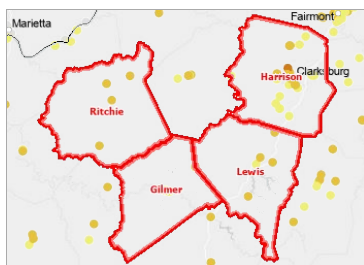 Marietta
Fairmont
Clarksburg
Harrison
Ritchie
Lewis
Gilmer